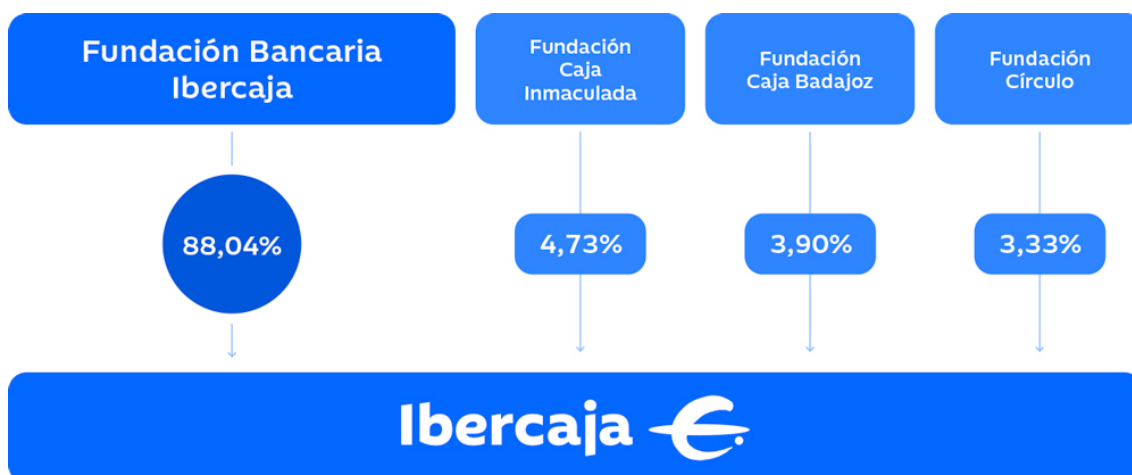 Fundación Bancaria
Ibercaja
Fundación
Caja
Inmaculada
Fundación
Caja Badajoz
Fundación
Círculo
88,04%
4,73%
3,90%
3,33%
Ibercaja